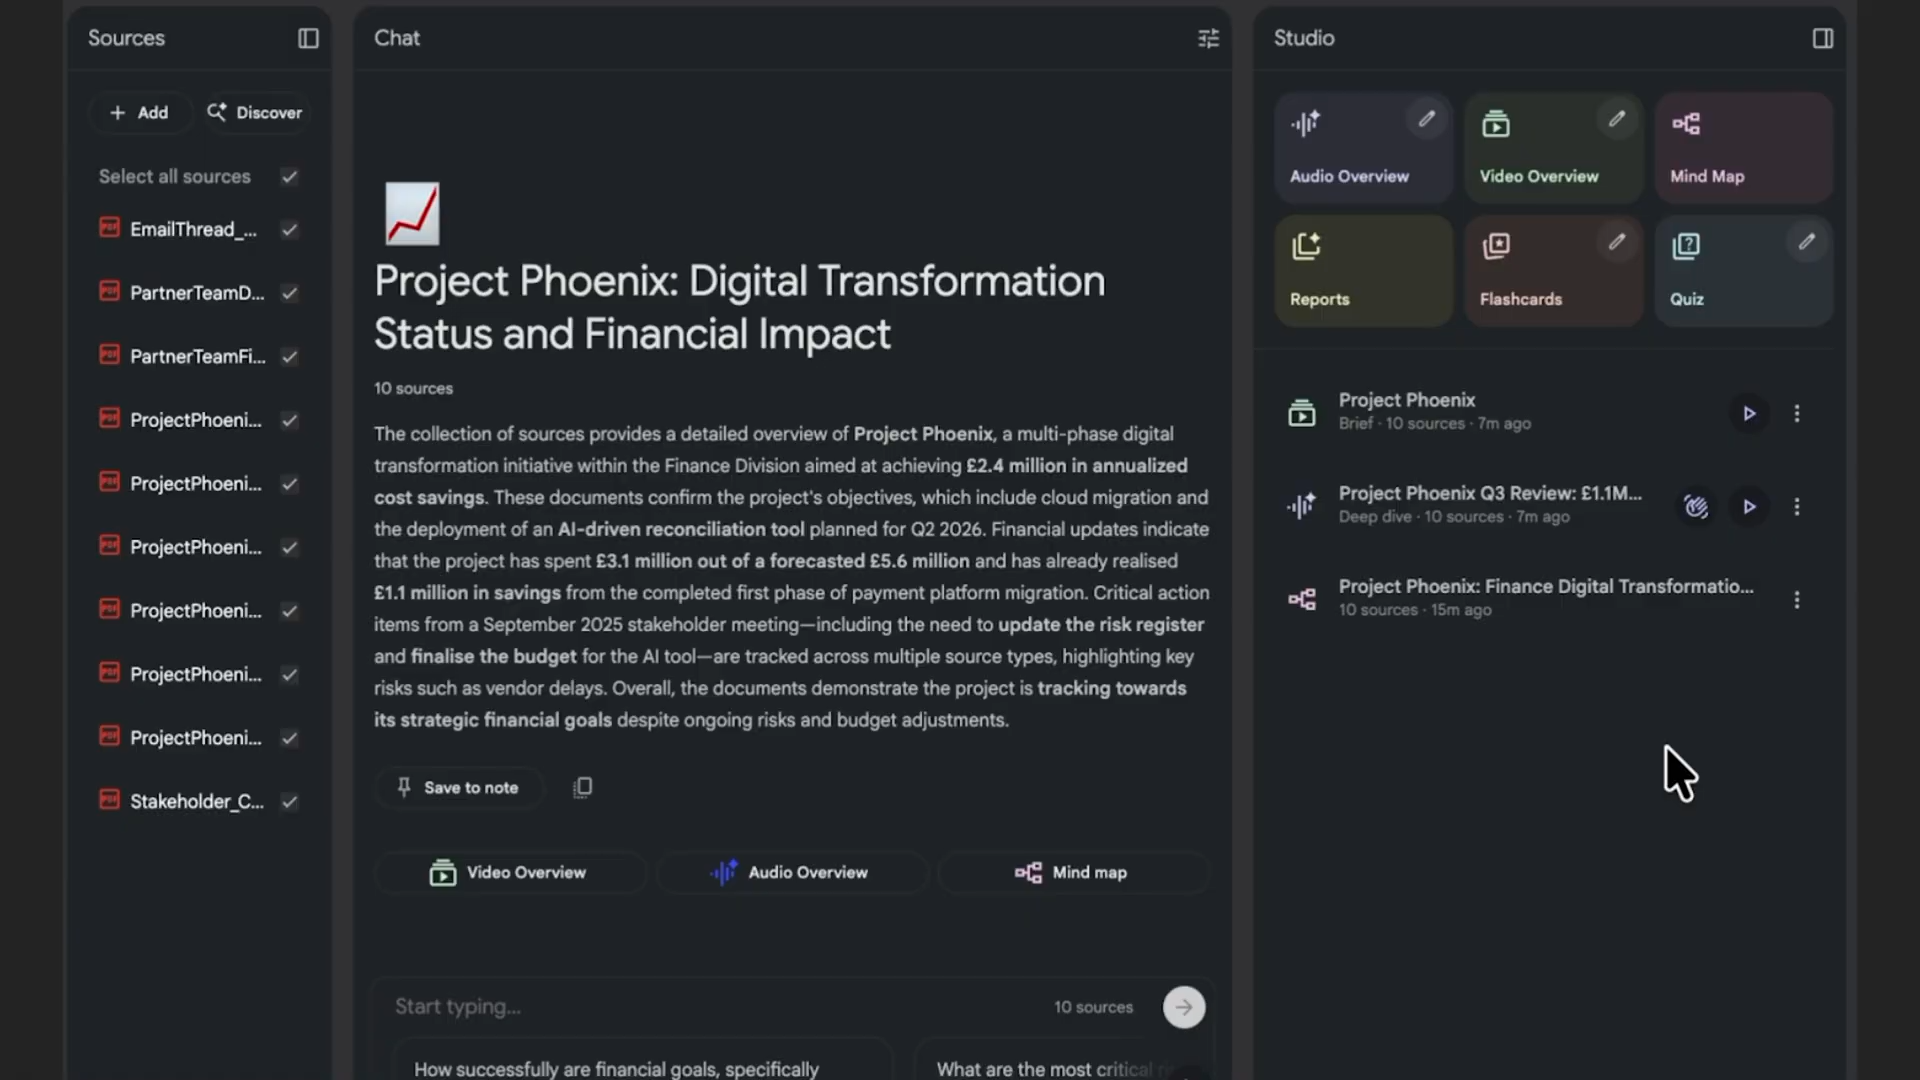 Sources
Add
Discover
Select all sources
EmailThread_...
PartnerTeamD...
PartnerTeamFi...
ProjectPhoeni...
ProjectPhoeni...
ProjectPhoeni...
ProjectPhoeni...
ProjectPhoeni...
ProjectPhoeni...
Stakeholder_C...
Chat
Project Phoenix: Digital Transformation
Status and Financial Impact
10 sources
The collection of sources provides a detailed overview of Project Phoenix, a multi-phase digital
transformation initiative within the Finance Division aimed at achieving £2.4 million in annualized
cost savings. These documents confirm the project's objectives, which include cloud migration and
the deployment of an AI-driven reconciliation tool planned for Q2 2026. Financial updates indicate
that the project has spent £3.1 million out of a forecasted £5.6 million and has already realised
£1.1 million in savings from the completed first phase of payment platform migration. Critical action
items from a September 2025 stakeholder meeting—including the need to update the risk register
and finalise the budget for the AI tool—are tracked across multiple source types, highlighting key
risks such as vendor delays. Overall, the documents demonstrate the project is tracking towards
its strategic financial goals despite ongoing risks and budget adjustments.
Save to note
Video Overview
Audio Overview
Mind map
Start typing...
10 sources
How successfully are financial goals, specifically
What are the most critical
Studio
Audio Overview
Video Overview
Mind Map
Reports
Flashcards
Quiz
Project Phoenix
Brief · 10 sources · 7m ago
Project Phoenix Q3 Review: £1.1M...
Deep dive · 10 sources · 7m ago
Project Phoenix: Finance Digital Transformatio...
10 sources · 15m ago